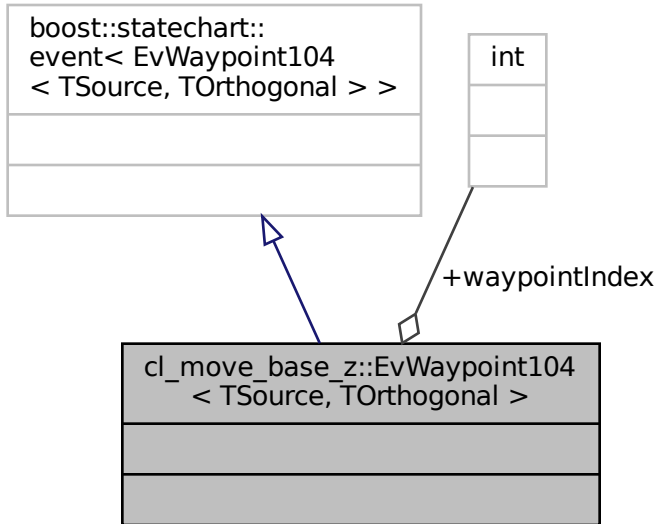 boost::statechart::
event< EvWaypoint104
< TSource, TOrthogonal > >
int
+waypointIndex
cl_move_base_z::EvWaypoint104
< TSource, TOrthogonal >